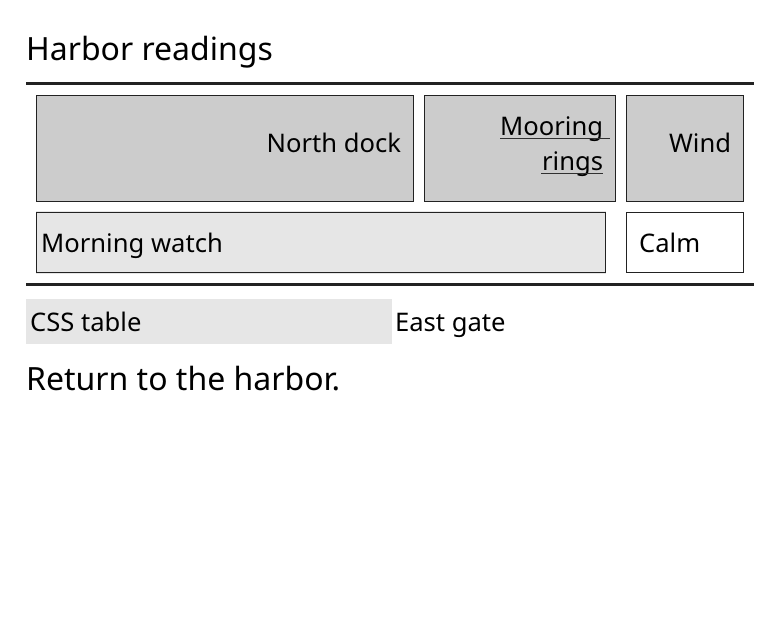 Harbor readings
North dock
Mooring
rings
Wind
Morning watch
Calm
CSS table
East gate
Return to the harbor.